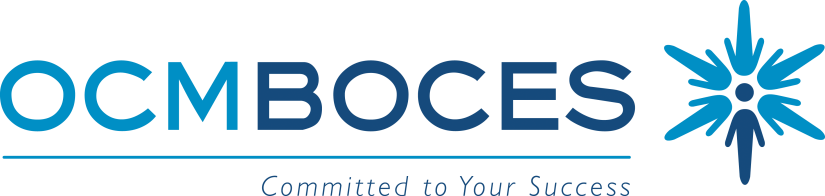 OCMBOCES
Committed to Your Success